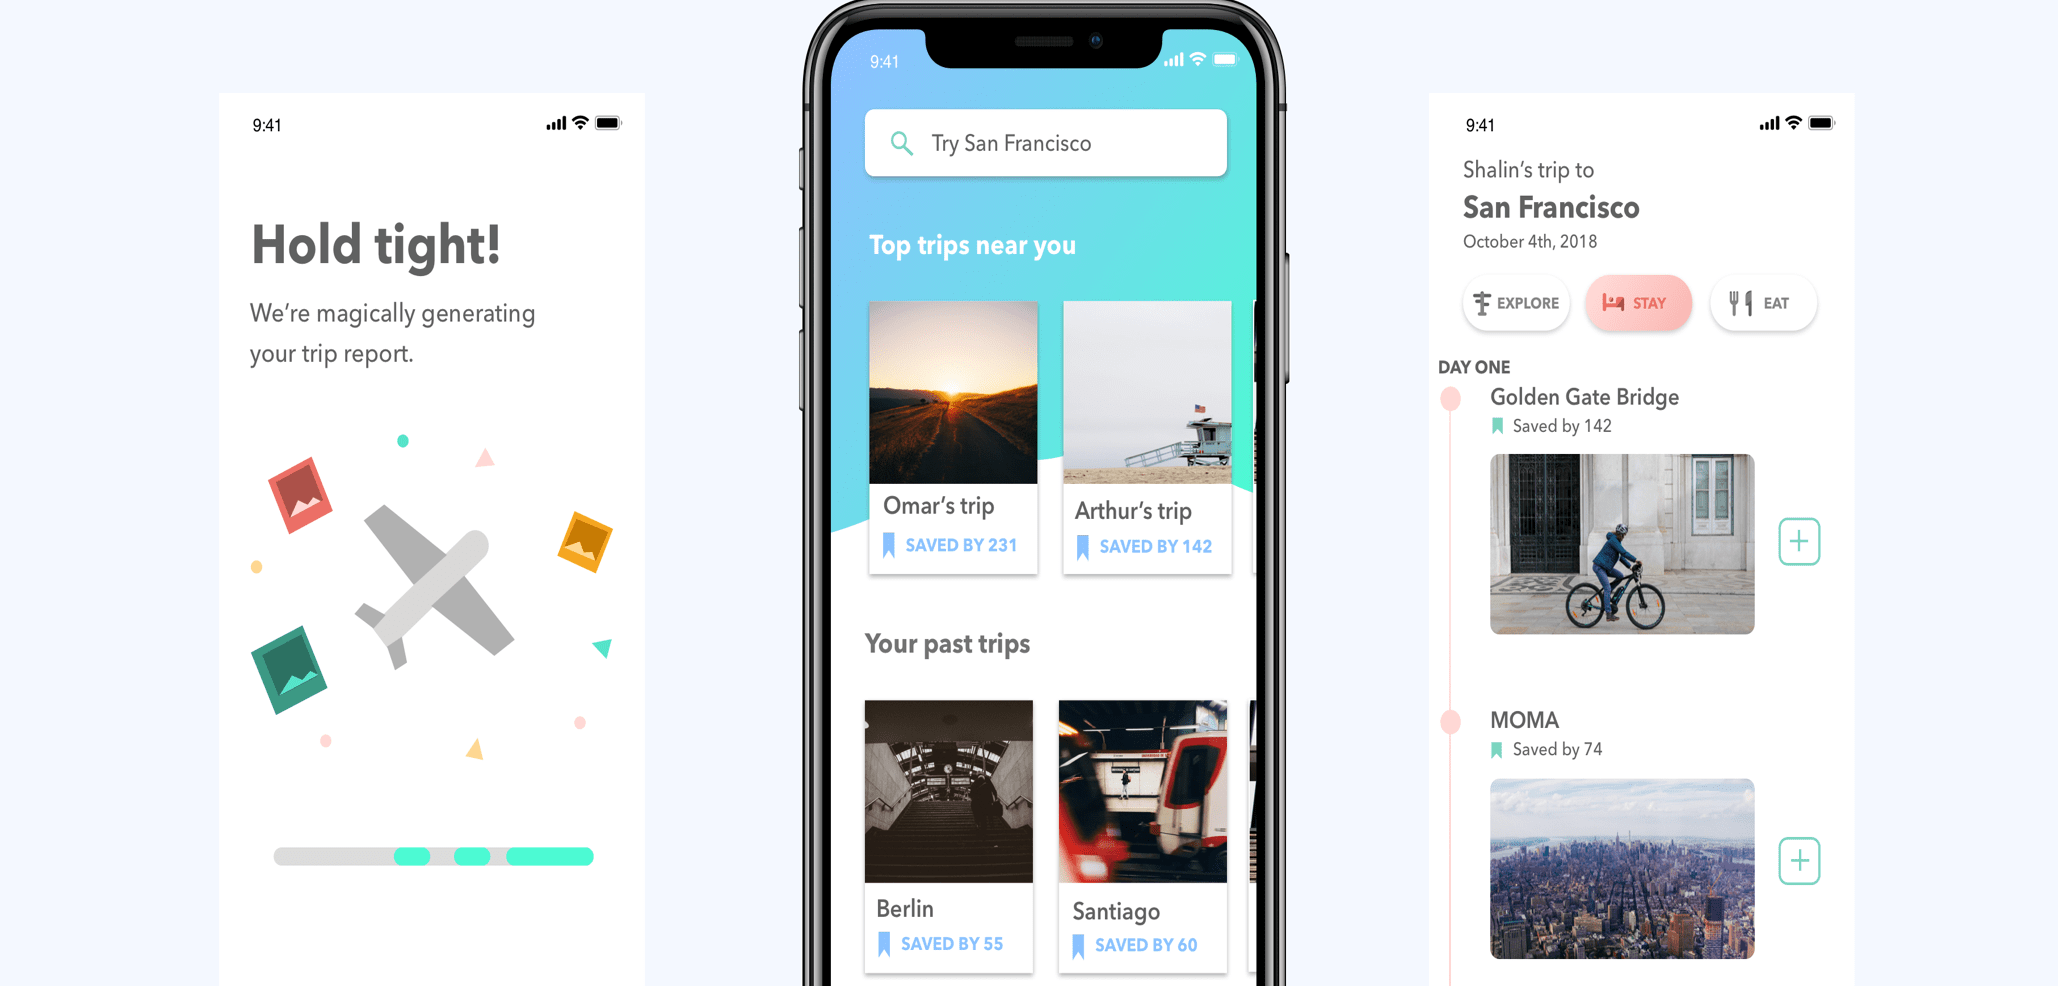 9:41
Hold tight!
We're magically generating
your trip report.
9:41
Try San Francisco
Top trips near you
Omar's trip
SAVED BY 231
Arthur's trip
SAVED BY 142
Your past trips
Berlin
SAVED BY 55
Santiago
SAVED BY 60
9:41
Shalin's trip to
San Francisco
October 4th, 2018
EXPLORE
STAY
EAT
DAY ONE
Golden Gate Bridge
Saved by 142
MOMA
Saved by 74